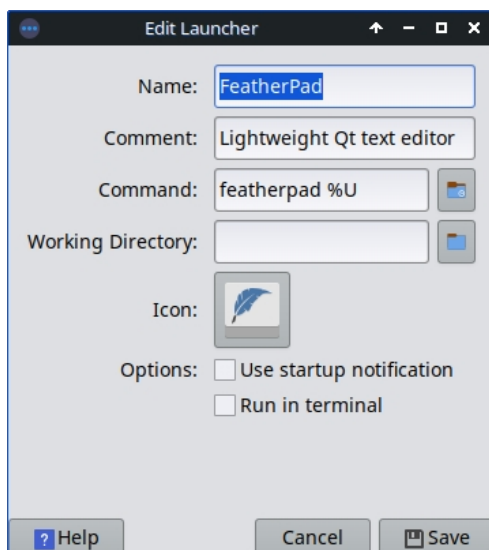 Edit Launcher
Name: FeatherPad
Comment: Lightweight Qt text editor
Command: featherpad %U
Working Directory:
Icon:
Options: Use startup notification
Run in terminal
? Help Cancel Save